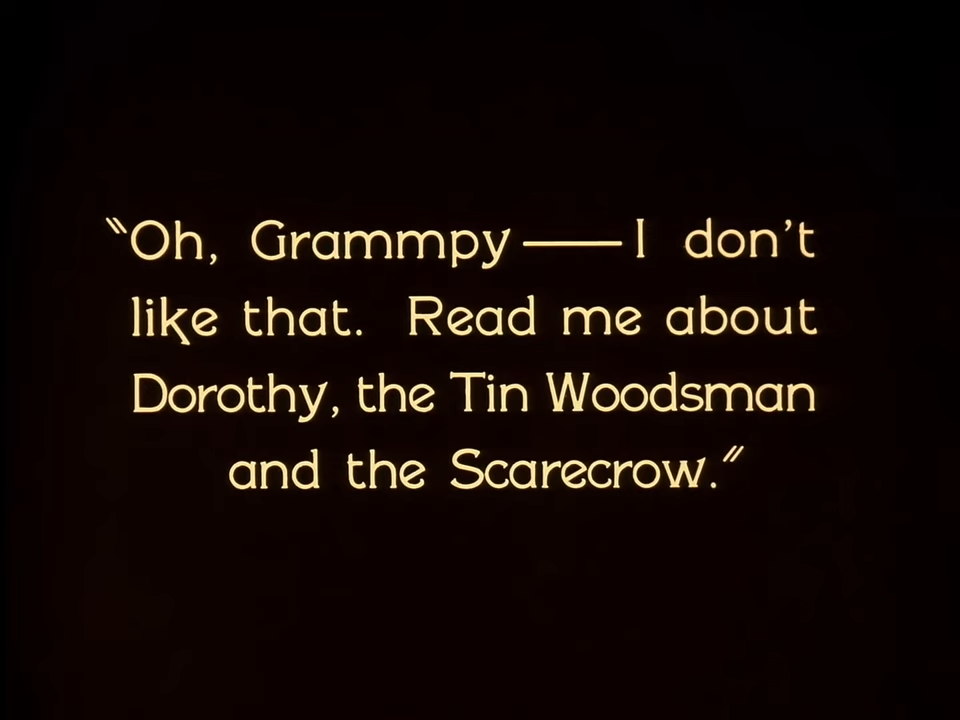 "Oh, Grammpy — I don't
like that. Read me about
Dorothy, the Tin Woodsman
and the Scarecrow."